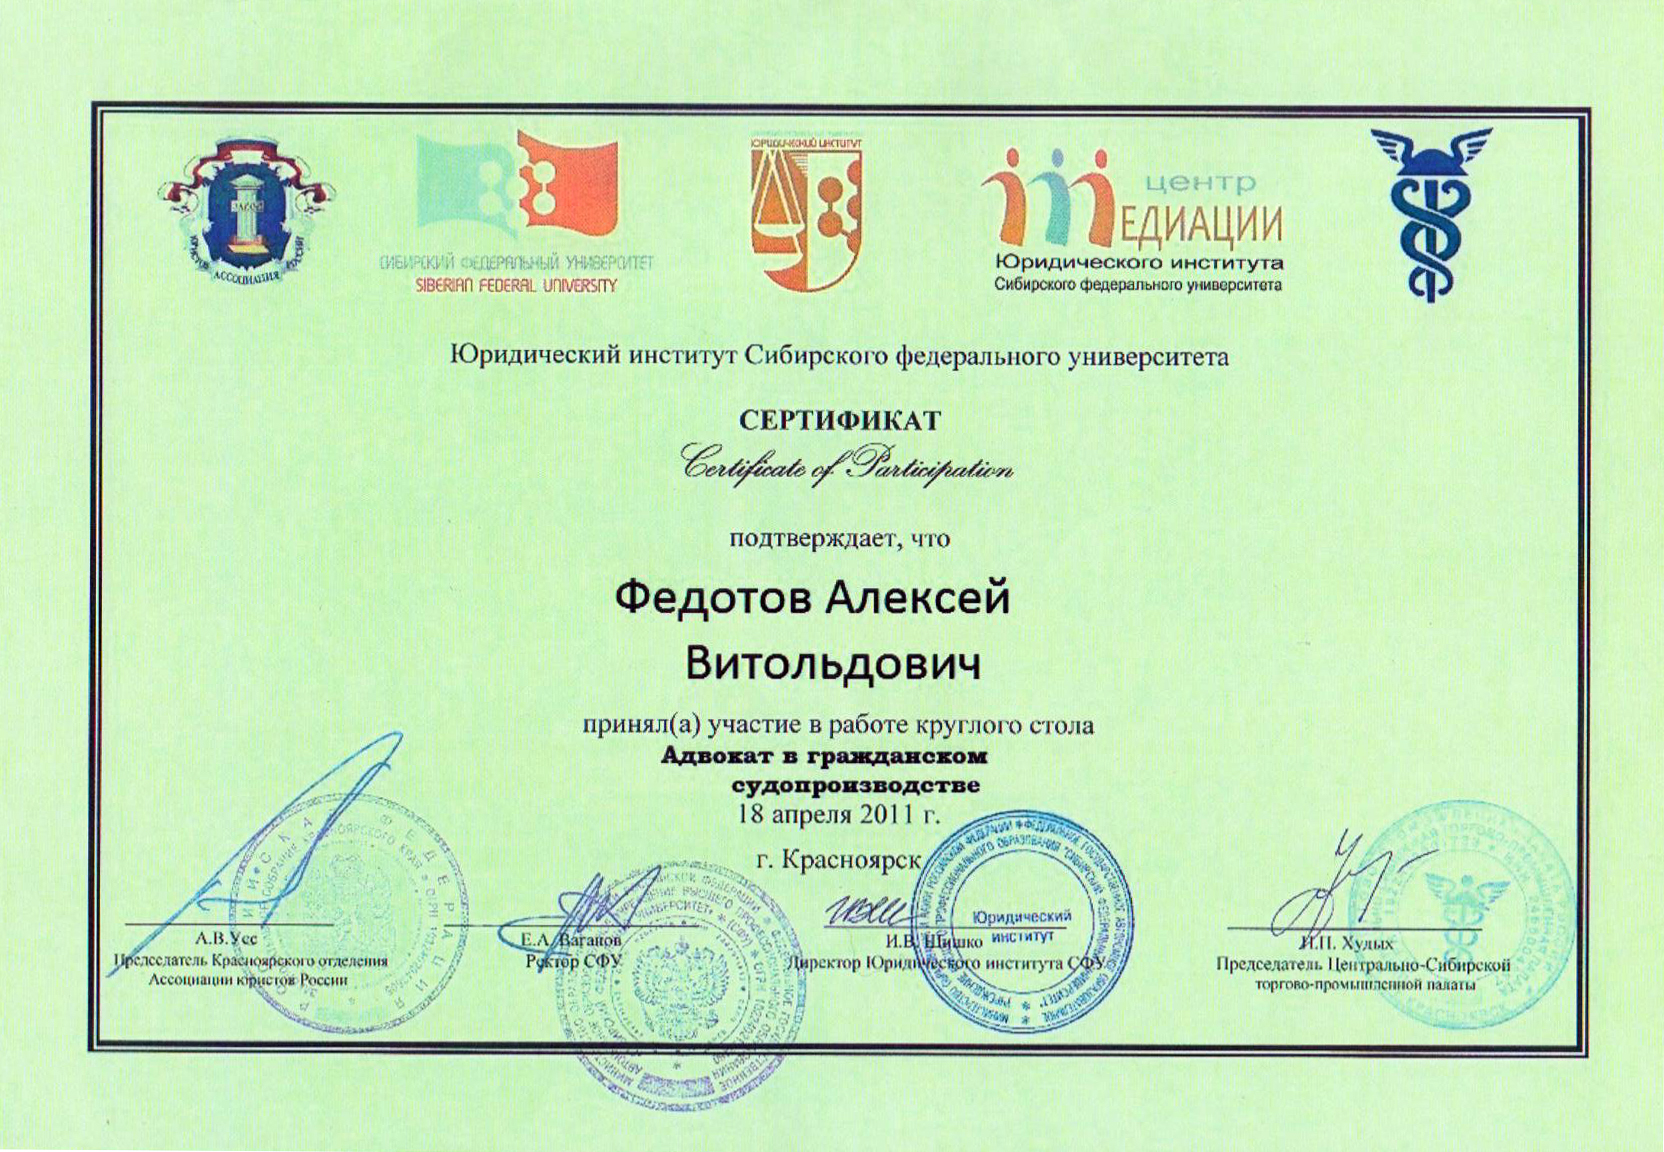 ЮРИДИЧЕСКИЙ ИНСТИТУТ
ЮРИСТОВ АССОЦИАЦИЯ РОССИИ
СИБИРСКИЙ ФЕДЕРАЛЬНЫЙ УНИВЕРСИТЕТ
SIBERIAN FEDERAL UNIVERSITY
центр
МЕДИАЦИИ
Юридического института
Сибирского федерального университета
Юридический институт Сибирского федерального университета
СЕРТИФИКАТ
Certificate of Participation
подтверждает, что
Федотов Алексей
Витольдович
принял(а) участие в работе круглого стола
Адвокат в гражданском
судопроизводстве
18 апреля 2011 г.
г. Красноярск
А.В.Усс
Председатель Красноярского отделения
Ассоциации юристов России
Е.А. Ваганов
Ректор СФУ
И.В. Шишко
Директор Юридического института СФУ
Юридический
институт
Председатель Центрально-Сибирской
торгово-промышленной палаты